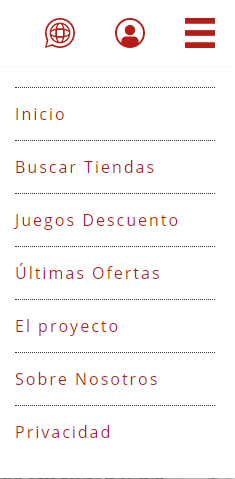 Inicio
Buscar Tiendas
Juegos Descuento
Últimas Ofertas
El proyecto
Sobre Nosotros
Privacidad